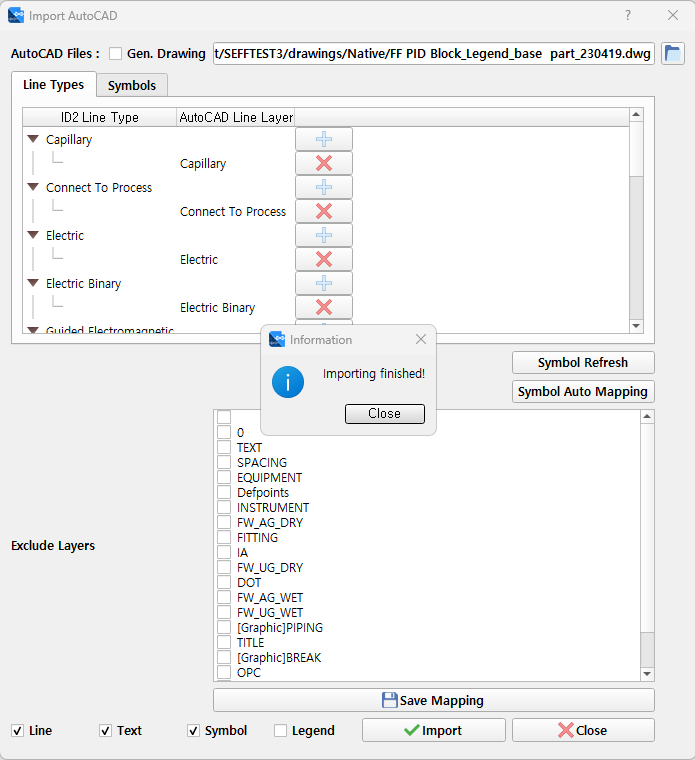 Import AutoCAD
AutoCAD Files : Gen. Drawing t/SEFFTEST3/drawings/Native/FF PID Block_Legend_base part_230419.dwg
Line Types Symbols
ID2 Line Type AutoCAD Line Layer
Capillary
Capillary
Connect To Process
Connect To Process
Electric
Electric
Electric Binary
Electric Binary
Guided Electromagnetic
Information
Importing finished!
Close
Symbol Refresh
Symbol Auto Mapping
Exclude Layers
0
TEXT
SPACING
EQUIPMENT
Defpoints
INSTRUMENT
FW_AG_DRY
FITTING
IA
FW_UG_DRY
DOT
FW_AG_WET
FW_UG_WET
[Graphic]PIPING
TITLE
[Graphic]BREAK
OPC
Save Mapping
Line Text Symbol Legend Import Close